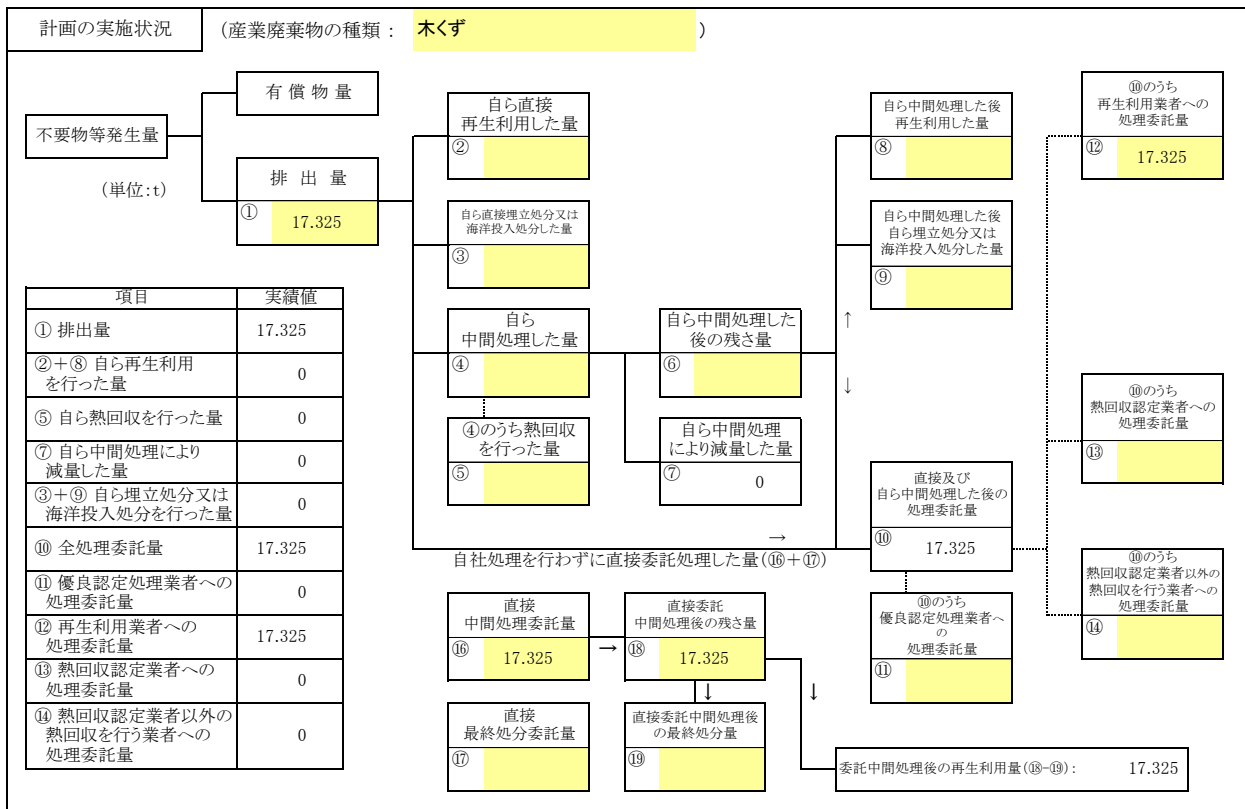 計画の実施状況
(産業廃棄物の種類： 木くず )
有償物量
不要物等発生量
(単位:t)
排出量
① 17.325
自ら直接
再生利用した量
②
自ら直接埋立処分又は
海洋投入処分した量
③
自ら
中間処理した量
④
④のうち熱回収
を行った量
⑤
自ら中間処理した
後の残さ量
⑥
自ら中間処理
により減量した量
⑦ 0
自ら中間処理した後
再生利用した量
⑧
自ら中間処理した後
自ら埋立処分又は
海洋投入処分した量
⑨
↑
↓
直接及び
自ら中間処理した後の
処理委託量
⑩ 17.325
⑩のうち
優良認定処理業者へ
の
処理委託量
⑪
⑩のうち
再生利用業者への
処理委託量
⑫ 17.325
⑩のうち
熱回収認定業者への
処理委託量
⑬
⑩のうち
熱回収認定業者以外の
熱回収を行う業者への
処理委託量
⑭
→
自社処理を行わずに直接委託処理した量(⑯+⑰)
直接
中間処理委託量
⑯ 17.325
→
直接委託
中間処理後の残さ量
⑱ 17.325
↓
↓
直接
最終処分委託量
⑰
直接委託中間処理後
の最終処分量
⑲
委託中間処理後の再生利用量(⑱-⑲)： 17.325
項目 実績値
① 排出量 17.325
②+⑧ 自ら再生利用
を行った量 0
⑤ 自ら熱回収を行った量 0
⑦ 自ら中間処理により
減量した量 0
③+⑨ 自ら埋立処分又は
海洋投入処分を行った量 0
⑩ 全処理委託量 17.325
⑪ 優良認定処理業者への
処理委託量 0
⑫ 再生利用業者への
処理委託量 17.325
⑬ 熱回収認定業者への
処理委託量 0
⑭ 熱回収認定業者以外の
熱回収を行う業者への
処理委託量 0